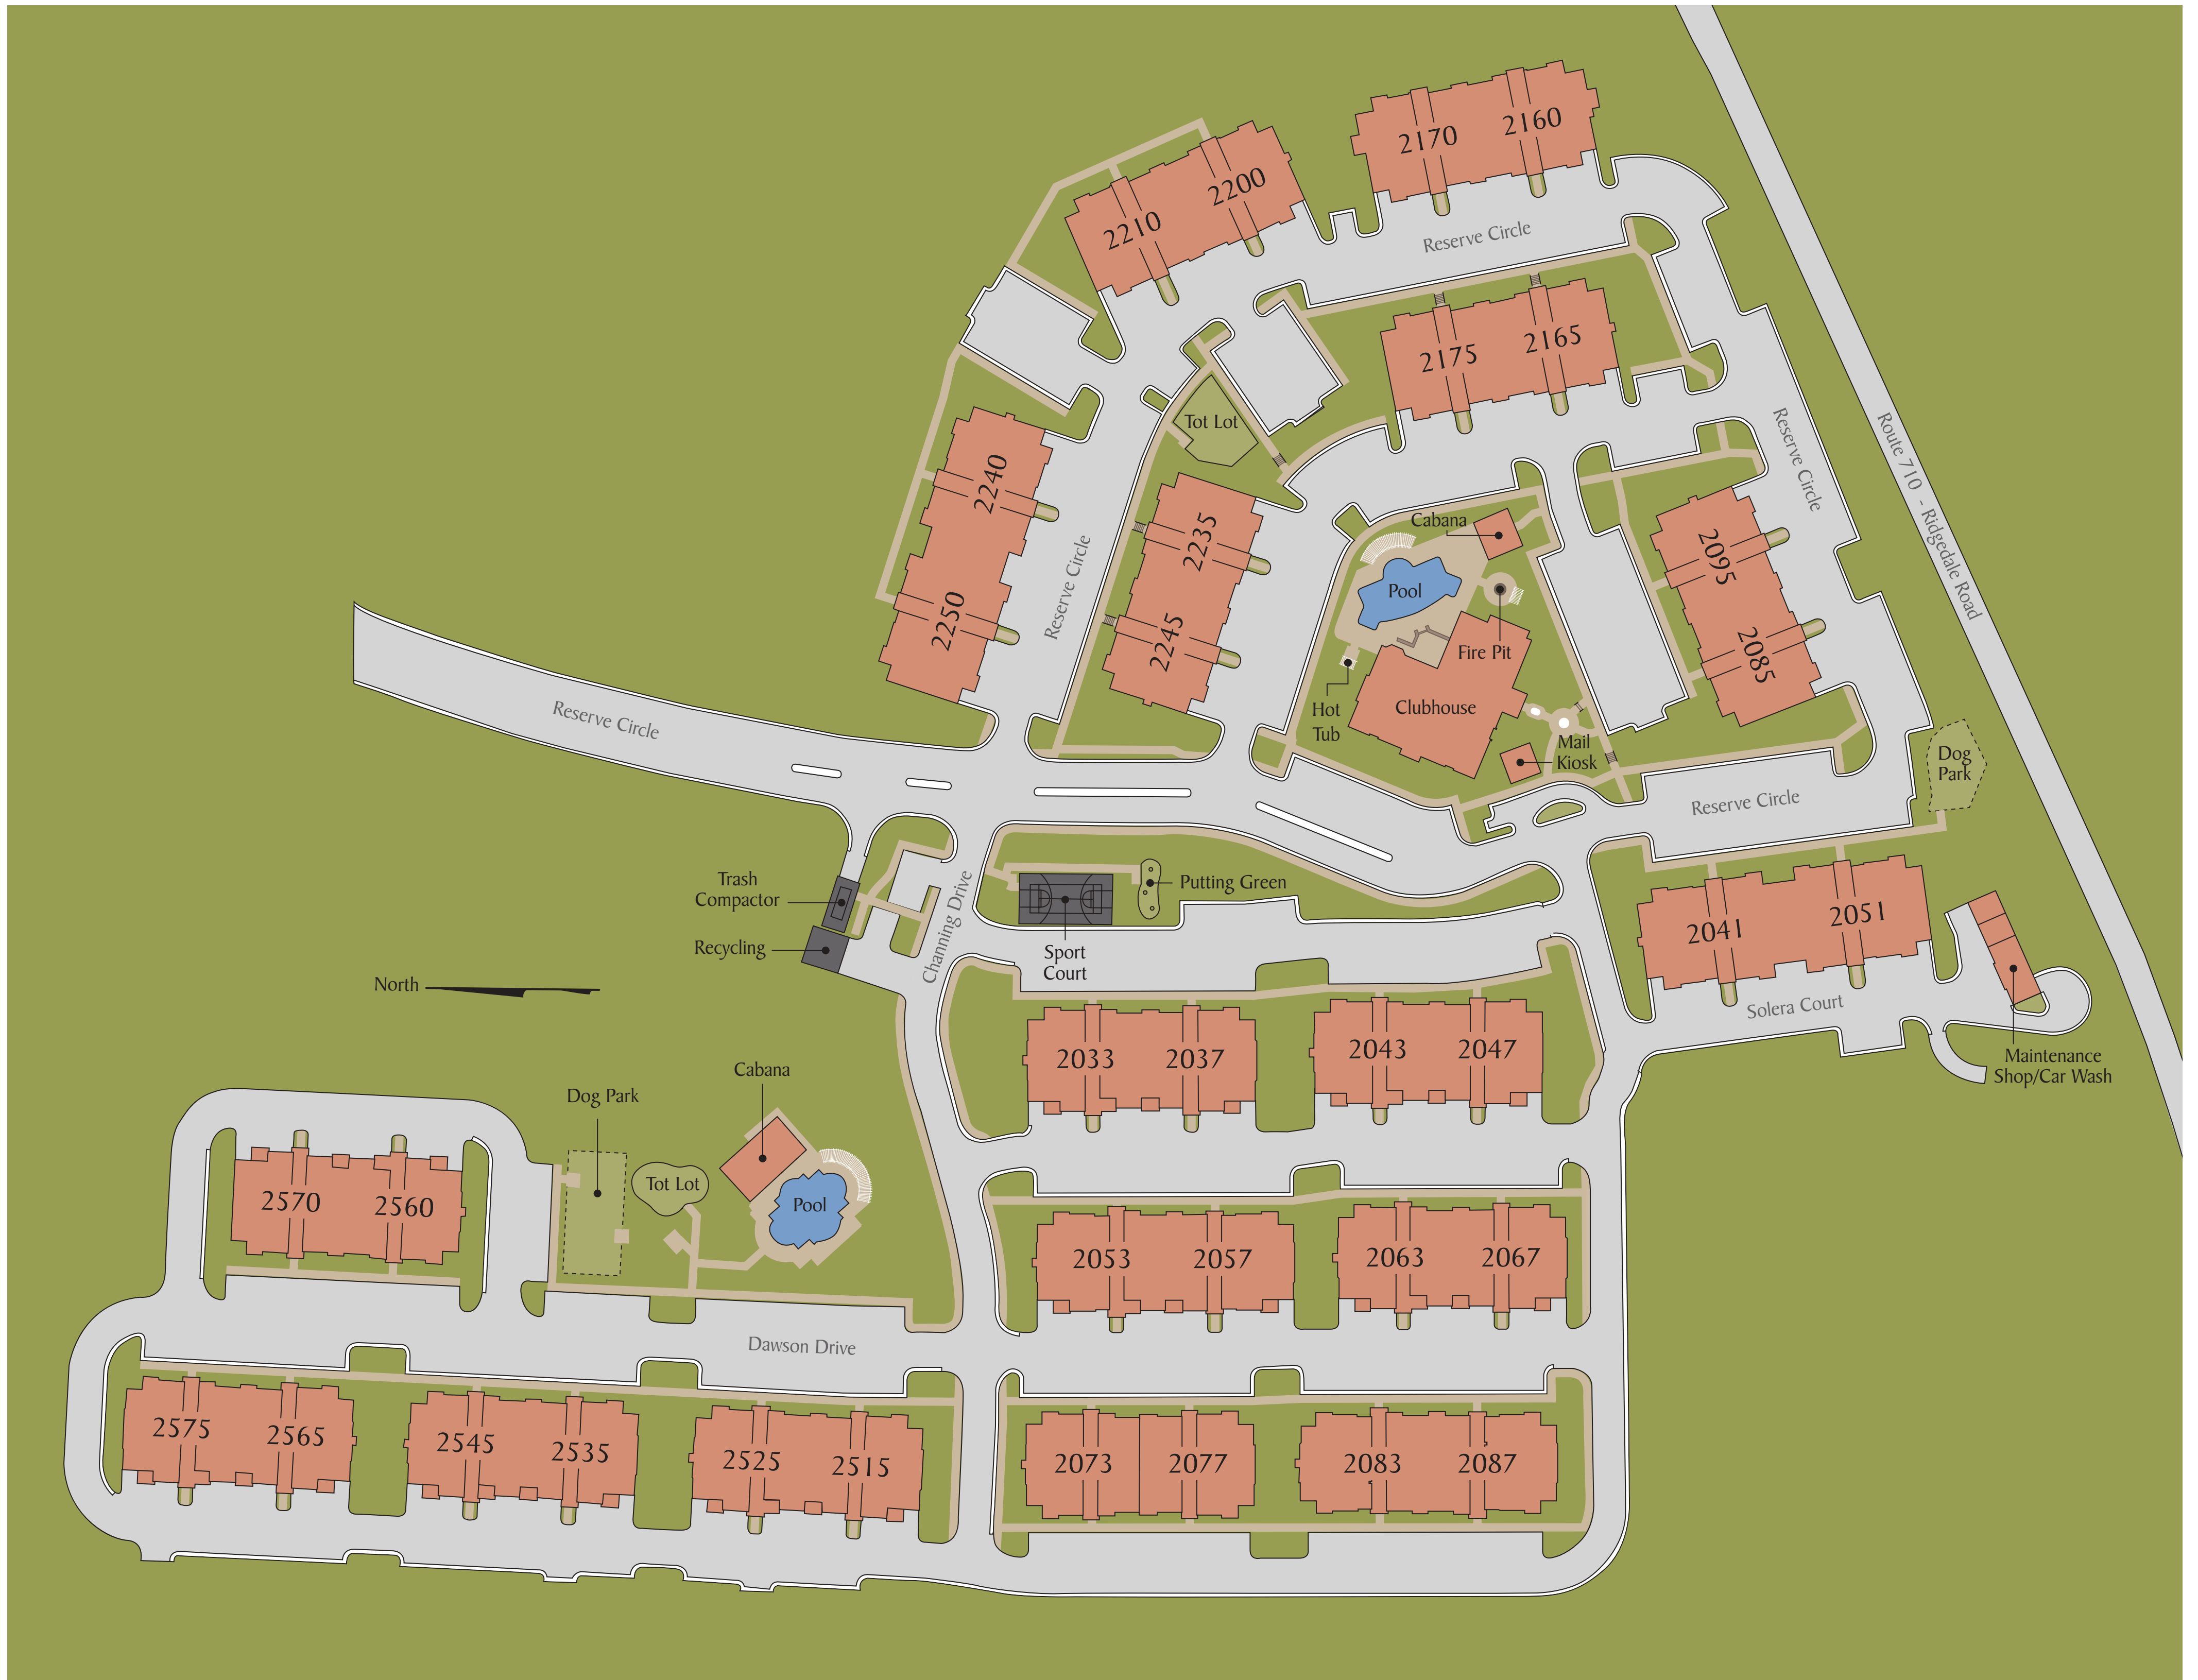 2170
2160
2200
2210
Reserve Circle
2175
2165
Tot Lot
Reserve Circle
Route 710 - Ridgedale Road
2240
2250
Reserve Circle
2235
2245
Cabana
Pool
Fire Pit
Clubhouse
Hot
Tub
Mail
Kiosk
2095
2085
Dog
Park
Reserve Circle
Reserve Circle
Trash
Compactor
Recycling
Channing Drive
Putting Green
Sport
Court
2041
2051
Solera Court
Maintenance
Shop/Car Wash
North
2033
2037
2043
2047
Cabana
Dog Park
Tot Lot
Pool
2570
2560
2053
2057
2063
2067
Dawson Drive
2575
2565
2545
2535
2525
2515
2073
2077
2083
2087